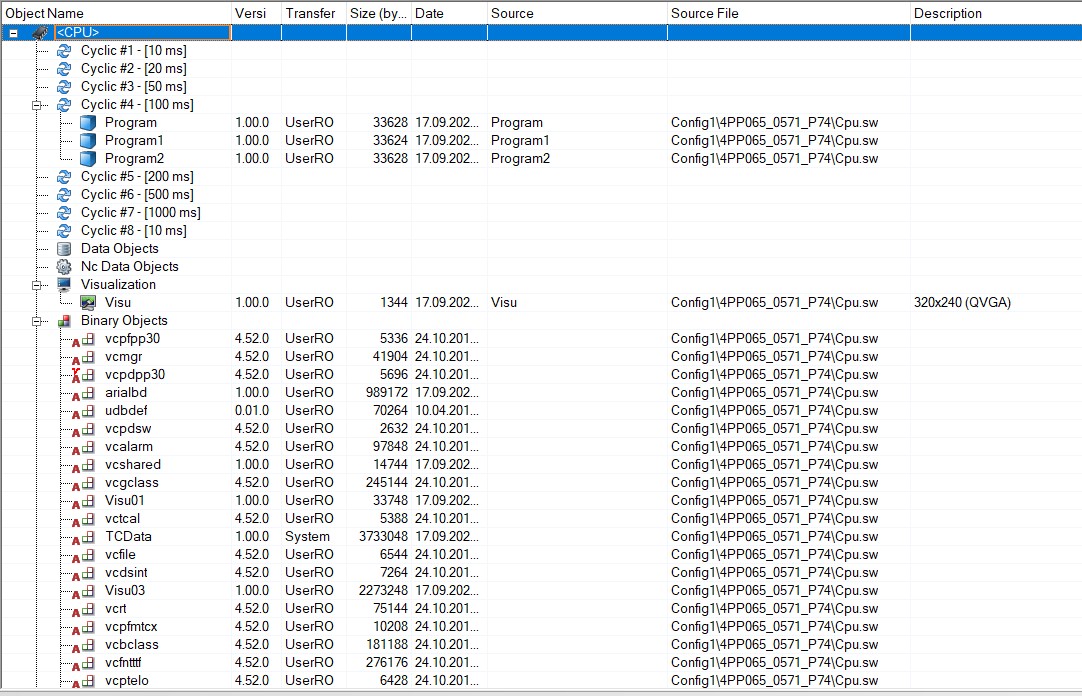 Object Name Versi Transfer Size (by... Date Source Source File Description
<CPU>
Cyclic #1 - [10 ms]
Cyclic #2 - [20 ms]
Cyclic #3 - [50 ms]
Cyclic #4 - [100 ms]
Program 1.00.0 UserRO 33628 17.09.202... Program Config1\4PP065_0571_P74\Cpu.sw
Program1 1.00.0 UserRO 33624 17.09.202... Program1 Config1\4PP065_0571_P74\Cpu.sw
Program2 1.00.0 UserRO 33628 17.09.202... Program2 Config1\4PP065_0571_P74\Cpu.sw
Cyclic #5 - [200 ms]
Cyclic #6 - [500 ms]
Cyclic #7 - [1000 ms]
Cyclic #8 - [10 ms]
Data Objects
Nc Data Objects
Visualization
Visu 1.00.0 UserRO 1344 17.09.202... Visu Config1\4PP065_0571_P74\Cpu.sw 320x240 (QVGA)
Binary Objects
vcpfpp30 4.52.0 UserRO 5336 24.10.201... Config1\4PP065_0571_P74\Cpu.sw
vcmgr 4.52.0 UserRO 41904 24.10.201... Config1\4PP065_0571_P74\Cpu.sw
vcpdpp30 4.52.0 UserRO 5696 24.10.201... Config1\4PP065_0571_P74\Cpu.sw
arialbd 1.00.0 UserRO 989172 17.09.202... Config1\4PP065_0571_P74\Cpu.sw
udbdef 0.01.0 UserRO 70264 10.04.201... Config1\4PP065_0571_P74\Cpu.sw
vcpdsw 4.52.0 UserRO 2632 24.10.201... Config1\4PP065_0571_P74\Cpu.sw
vcalarm 4.52.0 UserRO 97848 24.10.201... Config1\4PP065_0571_P74\Cpu.sw
vcshared 1.00.0 UserRO 14744 17.09.202... Config1\4PP065_0571_P74\Cpu.sw
vcgclass 4.52.0 UserRO 245144 24.10.201... Config1\4PP065_0571_P74\Cpu.sw
Visu01 1.00.0 UserRO 33748 17.09.202... Config1\4PP065_0571_P74\Cpu.sw
vctcal 4.52.0 UserRO 5388 24.10.201... Config1\4PP065_0571_P74\Cpu.sw
TCData 1.00.0 System 3733048 17.09.202... Config1\4PP065_0571_P74\Cpu.sw
vcfile 4.52.0 UserRO 6544 24.10.201... Config1\4PP065_0571_P74\Cpu.sw
vcdsint 4.52.0 UserRO 7264 24.10.201... Config1\4PP065_0571_P74\Cpu.sw
Visu03 1.00.0 UserRO 2273248 17.09.202... Config1\4PP065_0571_P74\Cpu.sw
vcrt 4.52.0 UserRO 75144 24.10.201... Config1\4PP065_0571_P74\Cpu.sw
vcpfmtcx 4.52.0 UserRO 10208 24.10.201... Config1\4PP065_0571_P74\Cpu.sw
vcbclass 4.52.0 UserRO 181188 24.10.201... Config1\4PP065_0571_P74\Cpu.sw
vcfntttf 4.52.0 UserRO 276176 24.10.201... Config1\4PP065_0571_P74\Cpu.sw
vcptelo 4.52.0 UserRO 6428 24.10.201... Config1\4PP065_0571_P74\Cpu.sw